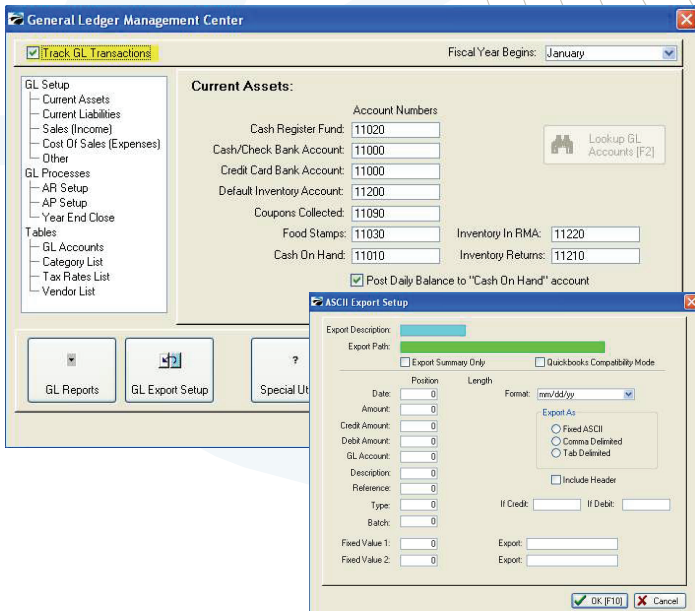 General Ledger Management Center
Track GL Transactions
Fiscal Year Begins: January
GL Setup
Current Assets
Current Liabilities
Sales (Income)
Cost Of Sales (Expenses)
Other
GL Processes
AR Setup
AP Setup
Year End Close
Tables
GL Accounts
Category List
Tax Rates List
Vendor List
Current Assets:
Account Numbers
Cash Register Fund: 11020
Cash/Check Bank Account: 11000
Credit Card Bank Account: 11000
Default Inventory Account: 11200
Coupons Collected: 11090
Food Stamps: 11030 Inventory In RMA: 11220
Cash On Hand: 11010 Inventory Returns: 11210
Lookup GL
Accounts [F2]
Post Daily Balance to "Cash On Hand" account
GL Reports
GL Export Setup
?
Special Ut
ASCII Export Setup
Export Description:
Export Path:
Export Summary Only Quickbooks Compatibility Mode
Position Length
Date: 0 Format: mm/dd/yy
Amount: 0
Credit Amount: 0
Debit Amount: 0
GL Account: 0
Description: 0
Reference: 0
Export As
Fixed ASCII
Comma Delimited
Tab Delimited
Include Header
Type: 0 If Credit: If Debit:
Batch: 0
Fixed Value 1: 0 Export:
Fixed Value 2: 0 Export:
OK [F10] Cancel